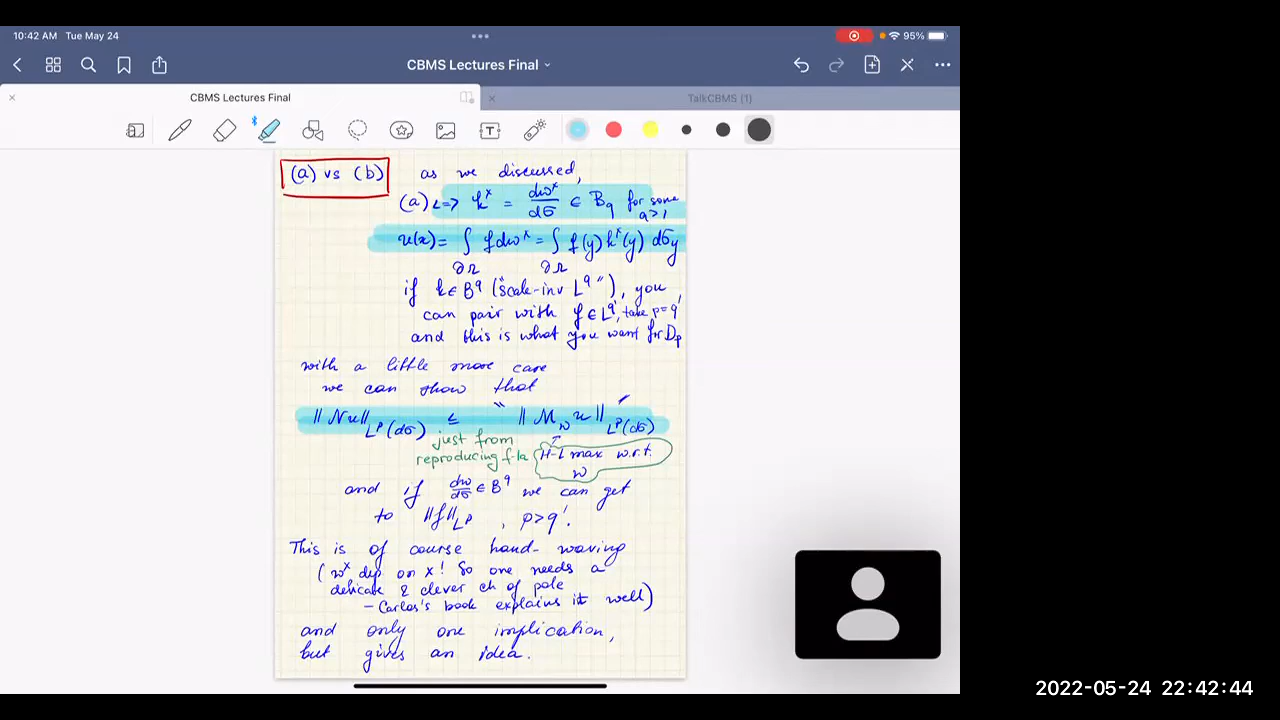 10:42 AM Tue May 24
95%
CBMS Lectures Final
CBMS Lectures Final
TalkCBMS (1)
(a) vs (b) as we discussed,
(a) <=> k^x = dω^x/dσ ∈ B_q for some q>1
u(x) = ∫_∂Ω f dω^x = ∫_∂Ω f(y) k^x(y) dσ_y
if k ∈ B^q ("scale-inv L^q"), you
can pair with f ∈ L^q', take p=q'
and this is what you want for D_p
with a little more care
we can show that
|| Nu ||_L^p(dσ) ≤ " || M_ω u ||_L^p(dσ) "
just from
reproducing f-la
H-L max w.r.t.
ω
and if dω/dσ ∈ B^q we can get
to ||f||_L^p , p>q'.
This is of course hand-waving
(ω^x dep on x! So one needs a
delicate & clever ch of pole
- Carlos's book explains it well)
and only one implication,
but gives an idea.
2022-05-24 22:42:44